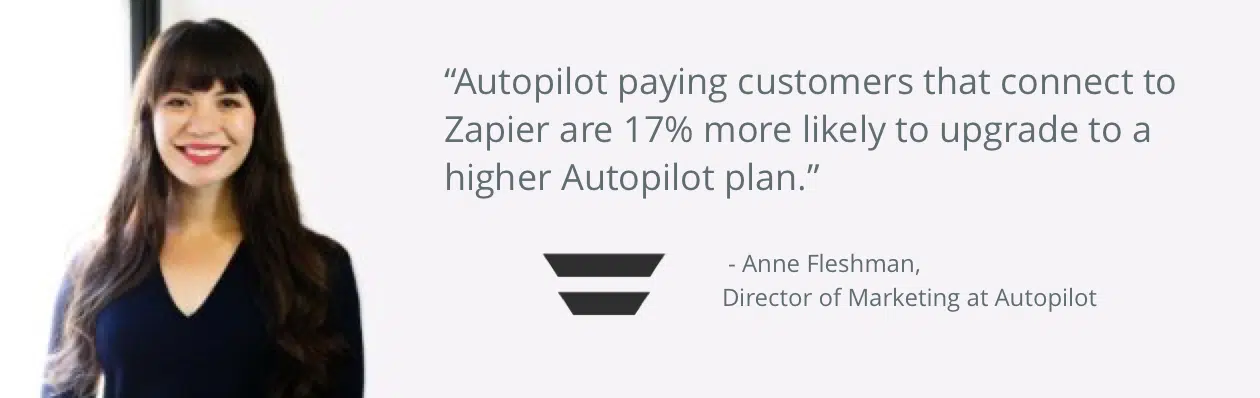 “Autopilot paying customers that connect to
Zapier are 17% more likely to upgrade to a
higher Autopilot plan.”
- Anne Fleshman,
Director of Marketing at Autopilot